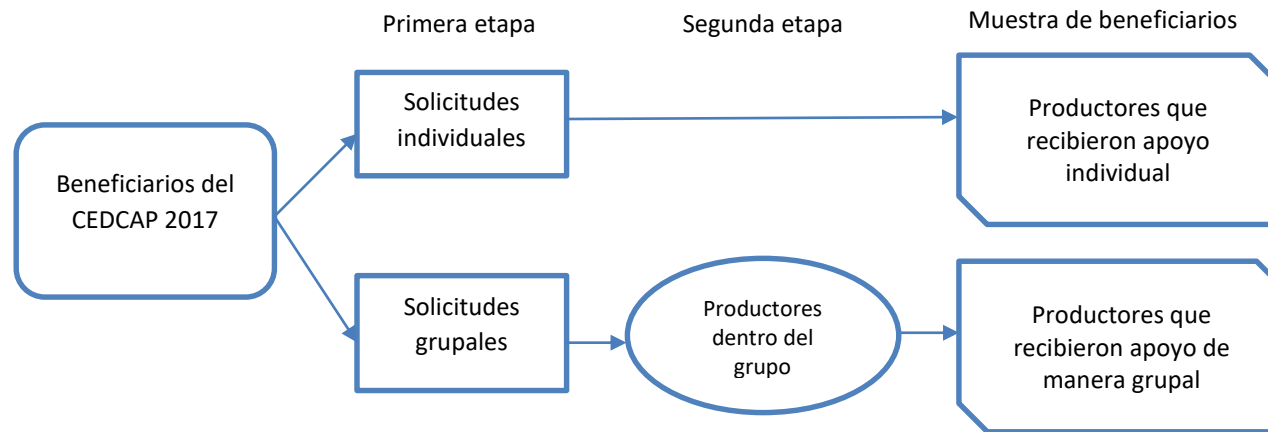 Primera etapa
Segunda etapa
Muestra de beneficiarios
Beneficiarios del
CEDCAP 2017
Solicitudes
individuales
Productores que
recibieron apoyo
individual
Solicitudes
grupales
Productores
dentro del
grupo
Productores que
recibieron apoyo de
manera grupal